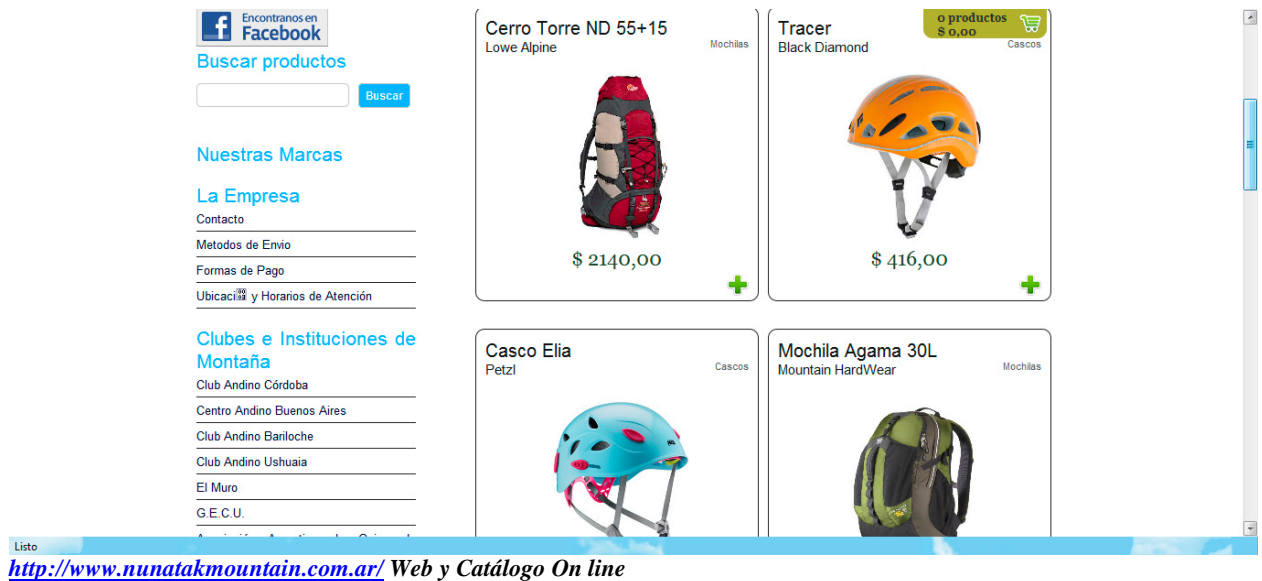 Encontranos en
Facebook
Buscar productos
Buscar
Nuestras Marcas
La Empresa
Contacto
Metodos de Envio
Formas de Pago
Ubicaci y Horarios de Atención
Clubes e Instituciones de
Montaña
Club Andino Córdoba
Centro Andino Buenos Aires
Club Andino Bariloche
Club Andino Ushuaia
El Muro
G.E.C.U.
Cerro Torre ND 55+15
Lowe Alpine
Mochilas
$ 2140,00
Tracer
Black Diamond
0 productos
$ 0,00
Cascos
$ 416,00
Casco Elia
Petzl
Cascos
Mochila Agama 30L
Mountain HardWear
Mochilas
Listo
http://www.nunatakmountain.com.ar/ Web y Catálogo On line